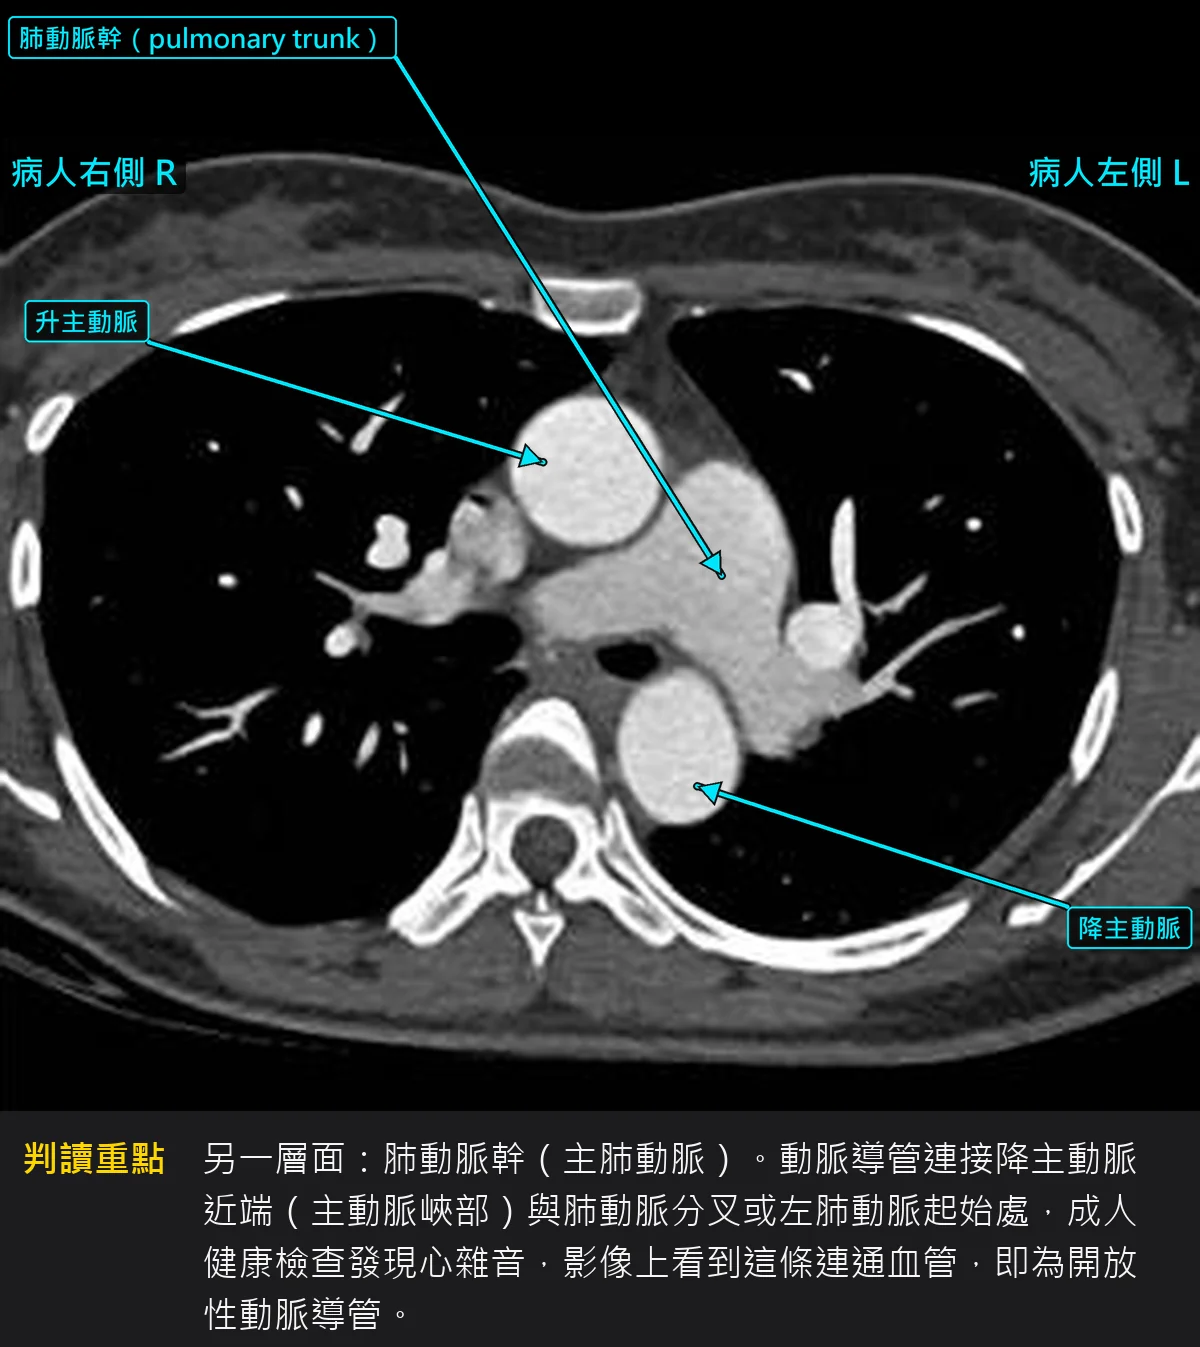 肺動脈幹（pulmonary trunk）
病人右側 R
病人左側 L
升主動脈
降主動脈
判讀重點
另一層面：肺動脈幹（主肺動脈）。動脈導管連接降主動脈
近端（主動脈峽部）與肺動脈分叉或左肺動脈起始處，成人
健康檢查發現心雜音，影像上看到這條連通血管，即為開放
性動脈導管。